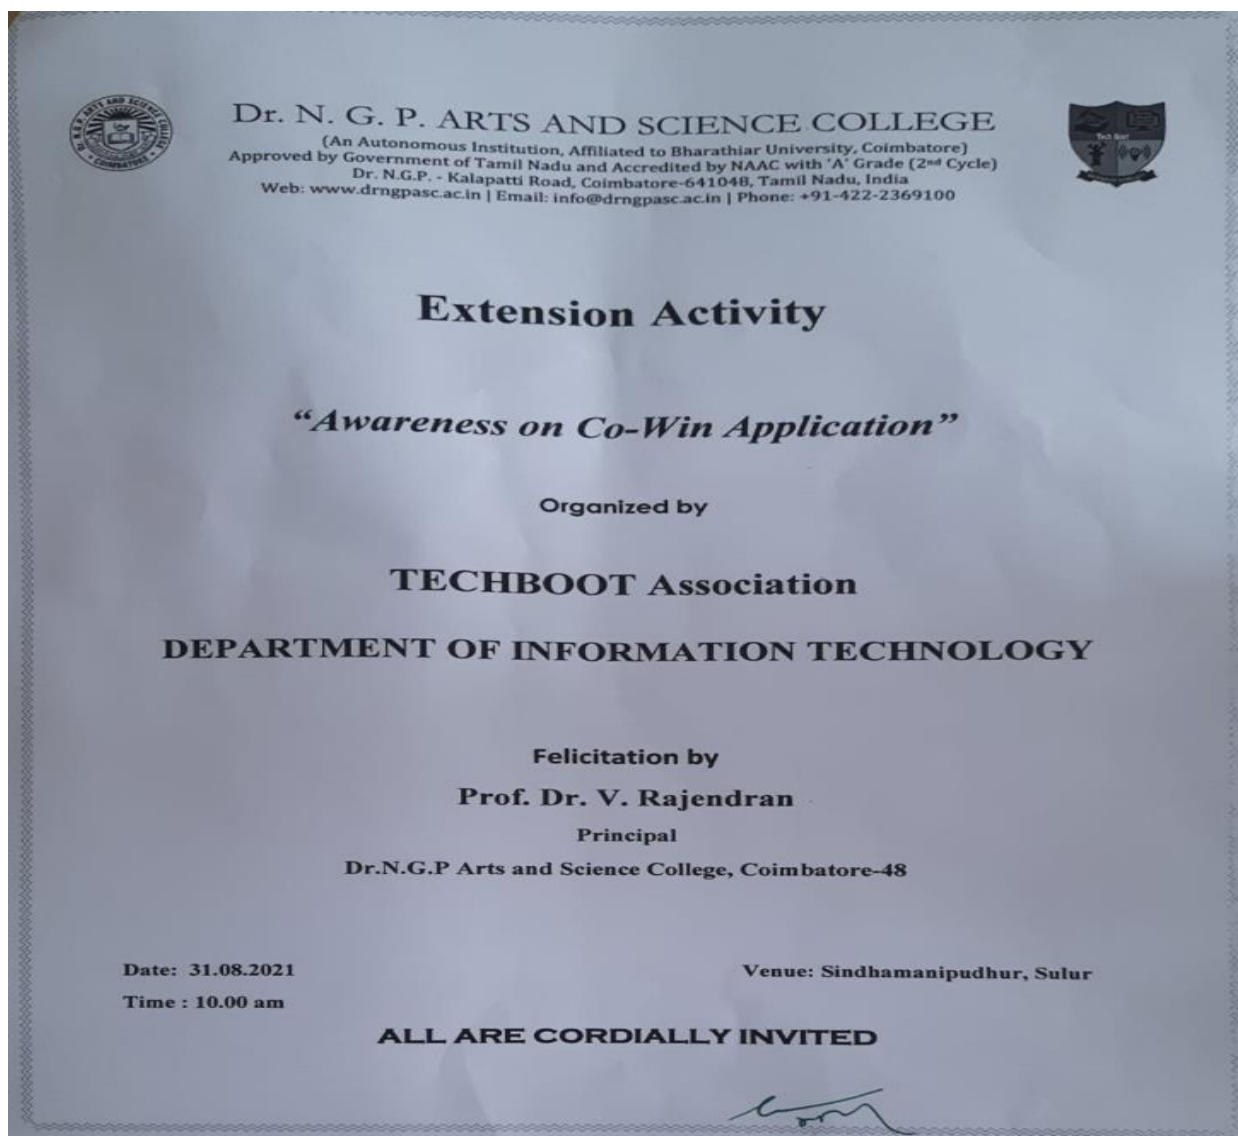 Dr. N. G. P. ARTS AND SCIENCE COLLEGE
(An Autonomous Institution, Affiliated to Bharathiar University, Coimbatore)
Approved by Government of Tamil Nadu and Accredited by NAAC with 'A' Grade (2nd Cycle)
Dr. N.G.P. - Kalapatti Road, Coimbatore-641048, Tamil Nadu, India
Web: www.drngpasc.ac.in | Email: info@drngpasc.ac.in | Phone: +91-422-2369100
Extension Activity
“Awareness on Co-Win Application”
Organized by
TECHBOOT Association
DEPARTMENT OF INFORMATION TECHNOLOGY
Felicitation by
Prof. Dr. V. Rajendran
Principal
Dr.N.G.P Arts and Science College, Coimbatore-48
Date: 31.08.2021
Venue: Sindhamanipudhur, Sulur
Time : 10.00 am
ALL ARE CORDIALLY INVITED